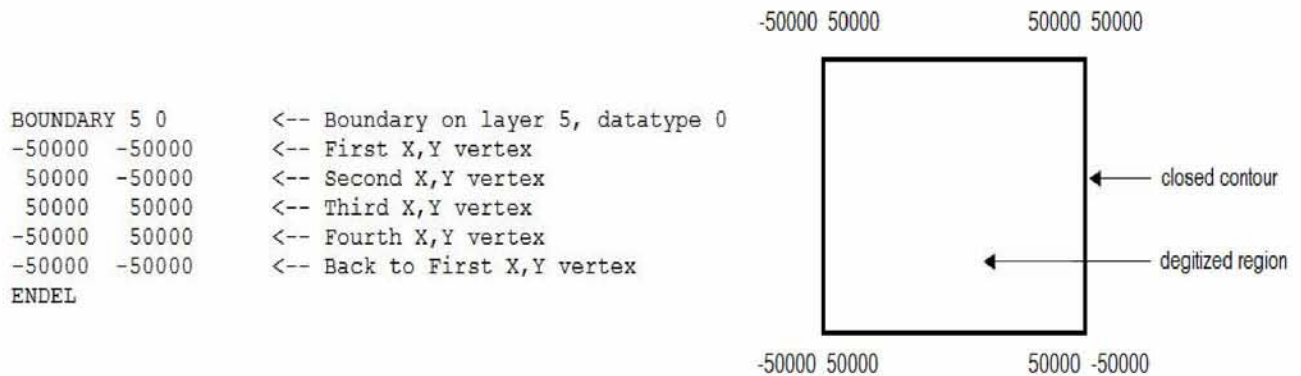 -50000 50000
50000 50000
BOUNDARY 5 0 <-- Boundary on layer 5, datatype 0
-50000 -50000 <-- First X,Y vertex
50000 -50000 <-- Second X,Y vertex
50000 50000 <-- Third X,Y vertex
-50000 50000 <-- Fourth X,Y vertex
-50000 -50000 <-- Back to First X,Y vertex
ENDEL
closed contour
degitized region
-50000 50000
50000 -50000